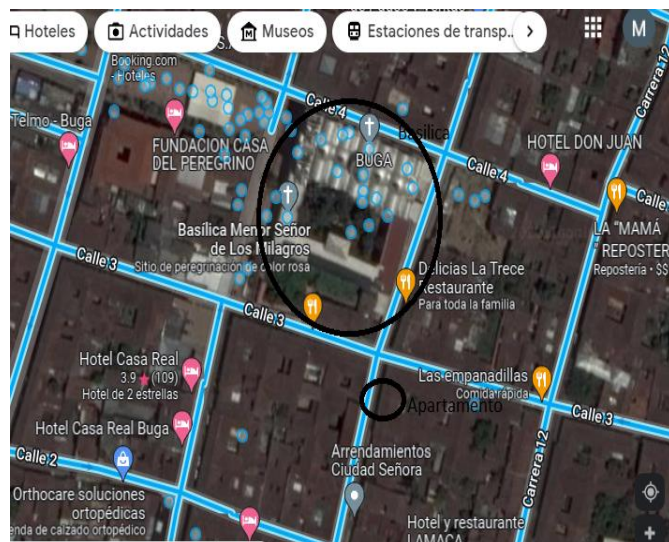 Hoteles
Actividades
Museos
Estaciones de transp..
M
Booking.com
- Hoteles
Calle 4
Carrera 12
Telmo - Buga
FUNDACION CASA
DEL PEREGRINO
Basilica
BUGA
HOTEL DON JUAN
Calle 4
Calle
LA "MAMÁ
REPOSTER
Repostería • $$
Basílica Menor Señor
de Los Milagros
Sitio de peregrinación de color rosa
Calle 3
Delicias La Trece
Restaurante
Para toda la familia
Calle 3
Hotel Casa Real
3.9 ★ (109)
Hotel de 2 estrellas
Las empanadillas
Comida rápida
Apartamento
Calle 3
Hotel Casa Real Buga
Calle 2
Arrendamientos
Ciudad Señora
Carrera 12
Orthocare soluciones
ortopédicas
enda de calzado ortopédico
Hotel y restaurante
LAMACA